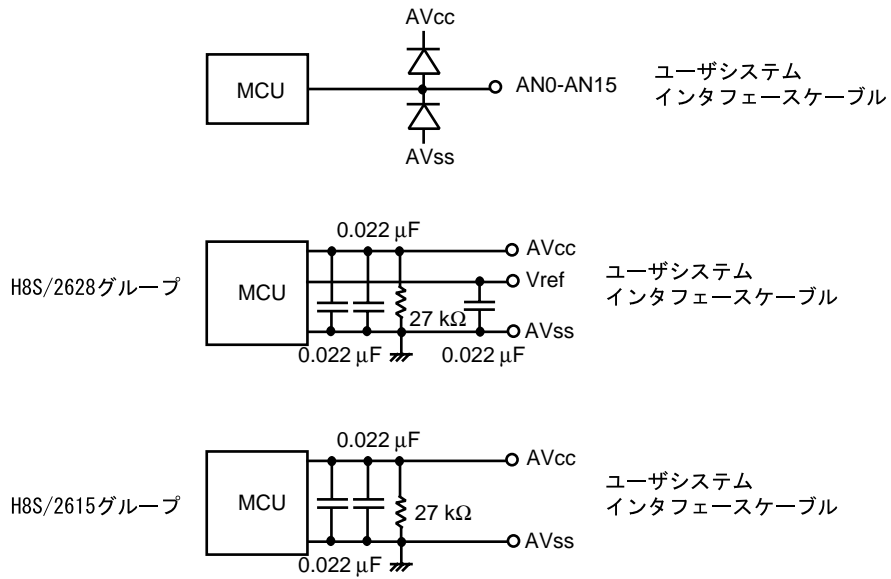 AVcc
MCU
AN0-AN15
ユーザシステム
インタフェースケーブル
AVss
H8S/2628グループ
MCU
0.022 μF
AVcc
Vref
27 kΩ
AVss
0.022 μF
0.022 μF
ユーザシステム
インタフェースケーブル
H8S/2615グループ
MCU
0.022 μF
AVcc
27 kΩ
AVss
0.022 μF
ユーザシステム
インタフェースケーブル